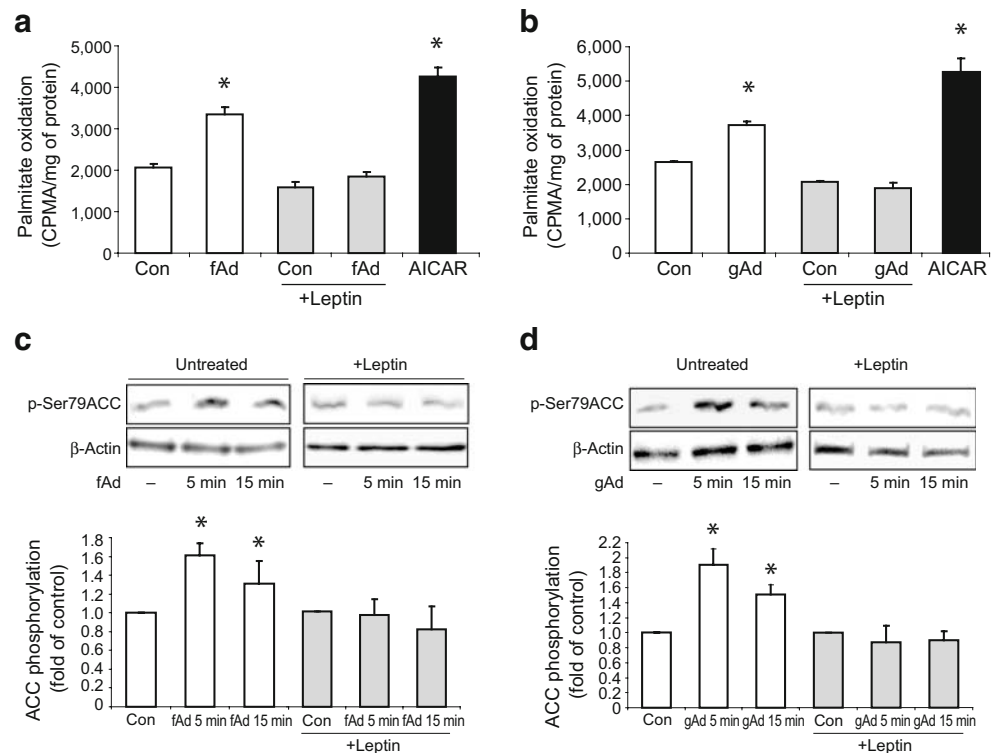 a
Palmitate oxidation
(CPMA/mg of protein)
5,000
4,000
3,000
2,000
1,000
0
*
*
Con fAd Con fAd AICAR
+Leptin
b
Palmitate oxidation
(CPMA/mg of protein)
6,000
5,000
4,000
3,000
2,000
1,000
0
*
*
Con gAd Con gAd AICAR
+Leptin
c
Untreated +Leptin
p-Ser79ACC
β-Actin
fAd – 5 min 15 min – 5 min 15 min
ACC phosphorylation
(fold of control)
1.8
1.6
1.4
1.2
1.0
0.8
0.6
0.4
0.2
0
* *
Con fAd 5 min fAd 15 min Con fAd 5 min fAd 15 min
+Leptin
d
Untreated +Leptin
p-Ser79ACC
β-Actin
gAd – 5 min 15 min – 5 min 15 min
ACC phosphorylation
(fold of control)
2.2
2.0
1.8
1.6
1.4
1.2
1.0
0.8
0.6
0.4
0.2
0
* *
Con gAd 5 min gAd 15 min Con gAd 5 min gAd 15 min
+Leptin